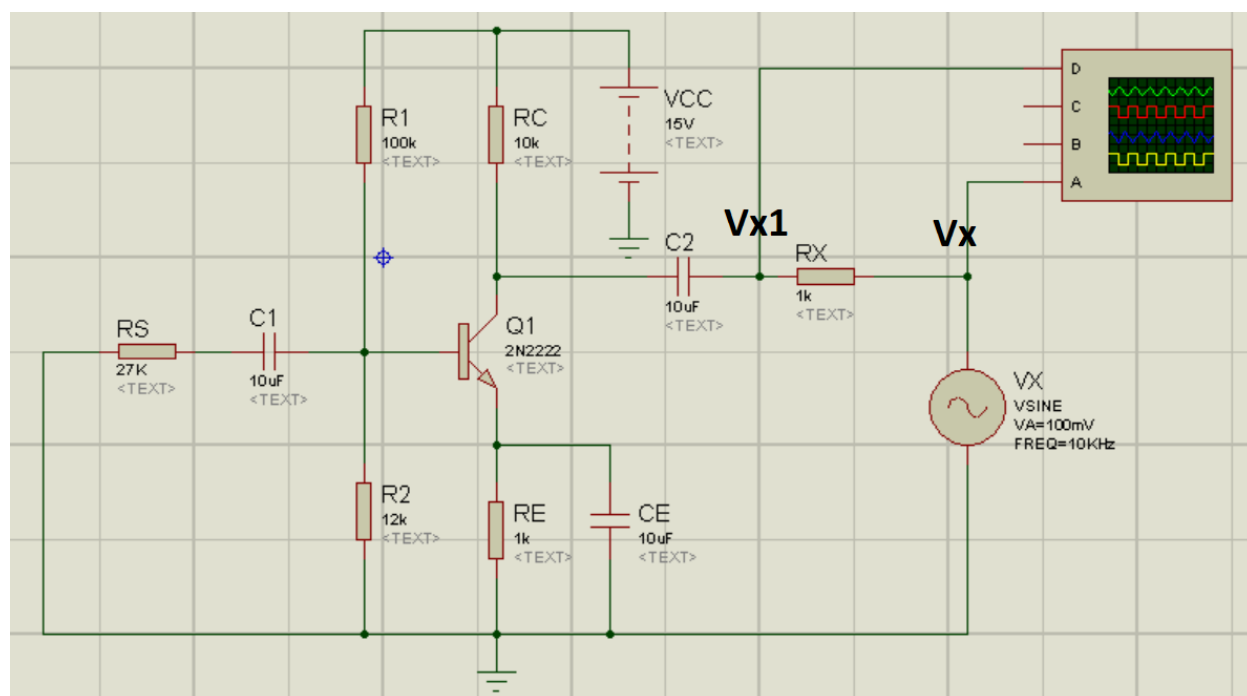 R1
100k
<TEXT>
RC
10k
<TEXT>
VCC
15V
<TEXT>
D
C
B
A
Vx1
Vx
C2
10uF
<TEXT>
RX
1k
<TEXT>
RS
27K
<TEXT>
C1
10uF
<TEXT>
Q1
2N2222
<TEXT>
VX
VSINE
VA=100mV
FREQ=10KHz
R2
12k
<TEXT>
RE
1k
<TEXT>
CE
10uF
<TEXT>